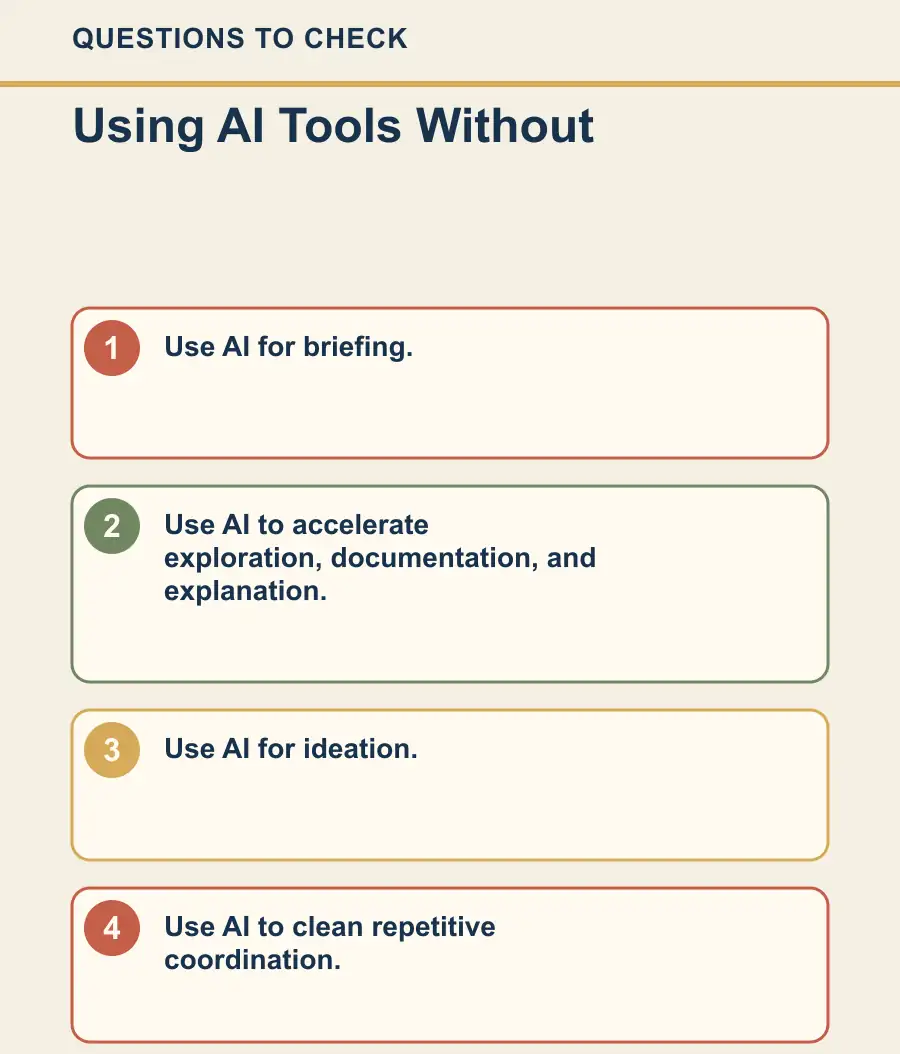 QUESTIONS TO CHECK
Using AI Tools Without
1
Use AI for briefing.
2
Use AI to accelerate
exploration, documentation, and
explanation.
3
Use AI for ideation.
4
Use AI to clean repetitive
coordination.